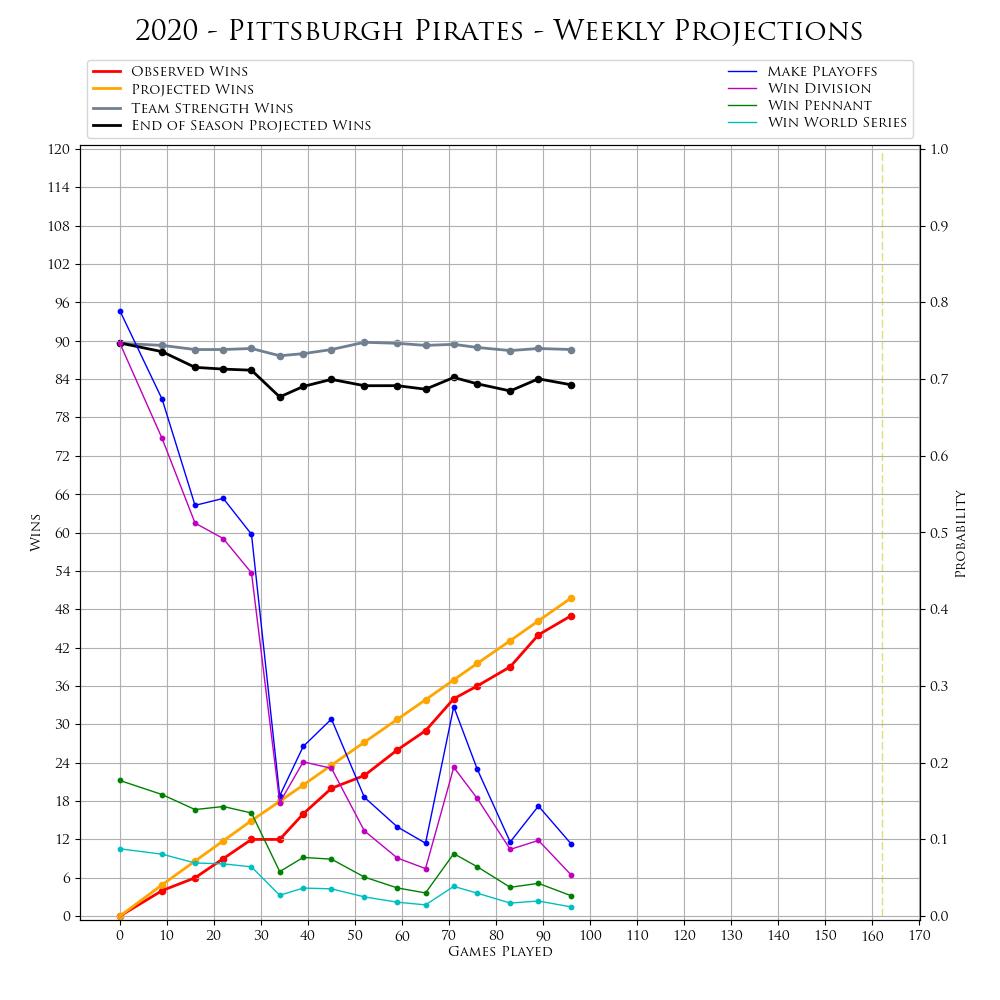 2020 - Pittsburgh Pirates - Weekly Projections
Observed Wins
Projected Wins
Team Strength Wins
End of Season Projected Wins
Make Playoffs
Win Division
Win Pennant
Win World Series
120
114
108
102
96
90
84
78
72
66
60
54
48
42
36
30
24
18
12
6
0
Wins
1.0
0.9
0.8
0.7
0.6
0.5
0.4
0.3
0.2
0.1
0.0
Probability
0 10 20 30 40 50 60 70 80 90 100 110 120 130 140 150 160 170
Games Played